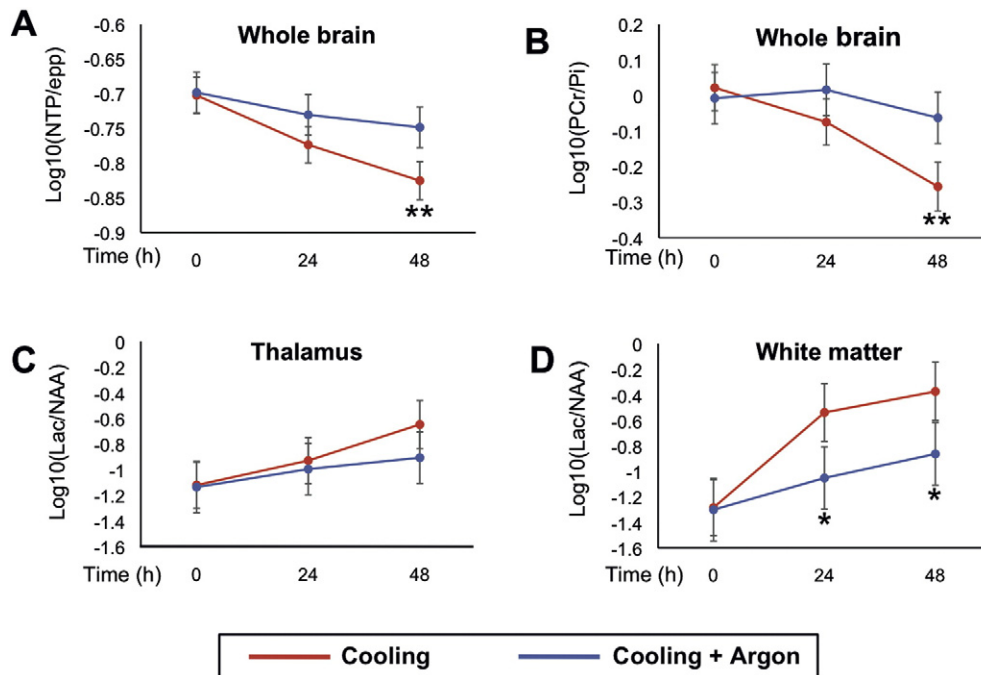 A
Whole brain
Log10(NTP/epp)
-0.6
-0.65
-0.7
-0.75
-0.8
-0.85
-0.9
**
Time (h)
0
24
48
B
Whole brain
Log10(PCr/Pi)
0.2
0.1
0
-0.1
-0.2
-0.3
-0.4
**
Time (h)
0
24
48
C
Thalamus
Log10(Lac/NAA)
0
-0.2
-0.4
-0.6
-0.8
-1
-1.2
-1.4
-1.6
Time (h)
0
24
48
D
White matter
Log10(Lac/NAA)
0
-0.2
-0.4
-0.6
-0.8
-1
-1.2
-1.4
-1.6
*
*
Time (h)
0
24
48
Cooling
Cooling + Argon